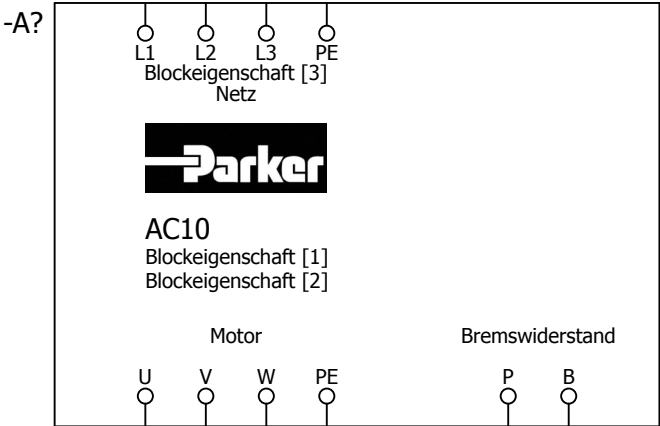 -A?
L1 L2 L3 PE
Blockeigenschaft [3]
Netz
Parker
AC10
Blockeigenschaft [1]
Blockeigenschaft [2]
Motor Bremswiderstand
U V W PE P B